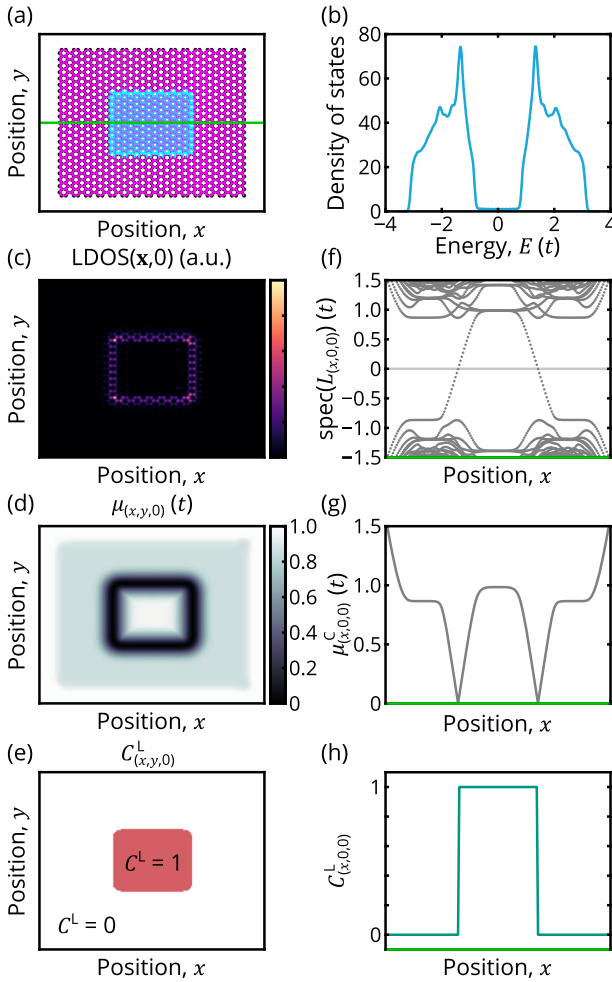 (a)
Position, y
Position, x
(b)
Density of states
80
60
40
20
0
−4
−2
0
2
4
Energy, E (t)
(c)
LDOS(x,0) (a.u.)
Position, y
Position, x
(f)
spec(L(x,0,0)) (t)
1.5
1.0
0.5
0
−0.5
−1.0
−1.5
Position, x
(d)
μ(x,y,0) (t)
Position, y
Position, x
1.0
0.8
0.6
0.4
0.2
0
(g)
μC(x,0,0) (t)
1.5
1.0
0.5
0
Position, x
(e)
CL(x,y,0)
Position, y
CL = 1
CL = 0
Position, x
(h)
CL(x,0,0)
1
0
Position, x